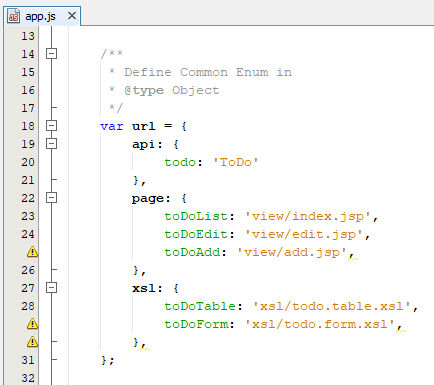 app.js
13
14 /**
15 * Define Common Enum in
16 * @type Object
17 */
18 var url = {
19 api: {
20 todo: 'ToDo'
21 },
22 page: {
23 toDoList: 'view/index.jsp',
24 toDoEdit: 'view/edit.jsp',
toDoAdd: 'view/add.jsp',
26 },
27 xsl: {
28 toDoTable: 'xsl/todo.table.xsl',
toDoForm: 'xsl/todo.form.xsl',
},
31 };
32